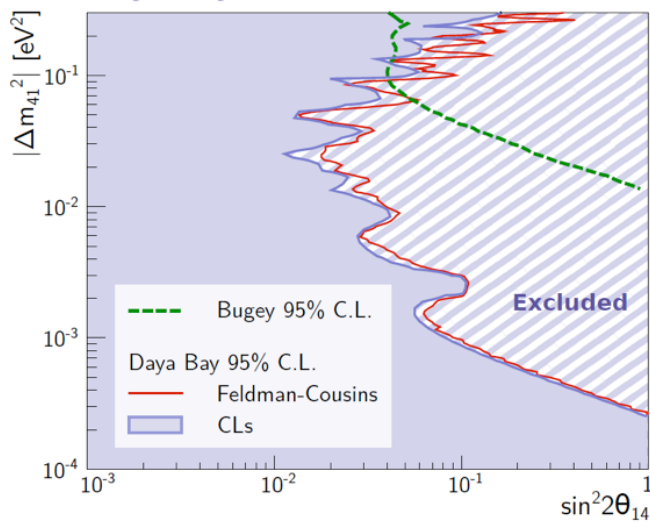 |Δm₄₁²| [eV²]
10⁻¹
10⁻²
10⁻³
10⁻⁴
Excluded
Bugey 95% C.L.
Daya Bay 95% C.L.
Feldman-Cousins
CLs
10⁻³
10⁻²
10⁻¹
1
sin²2θ₁₄